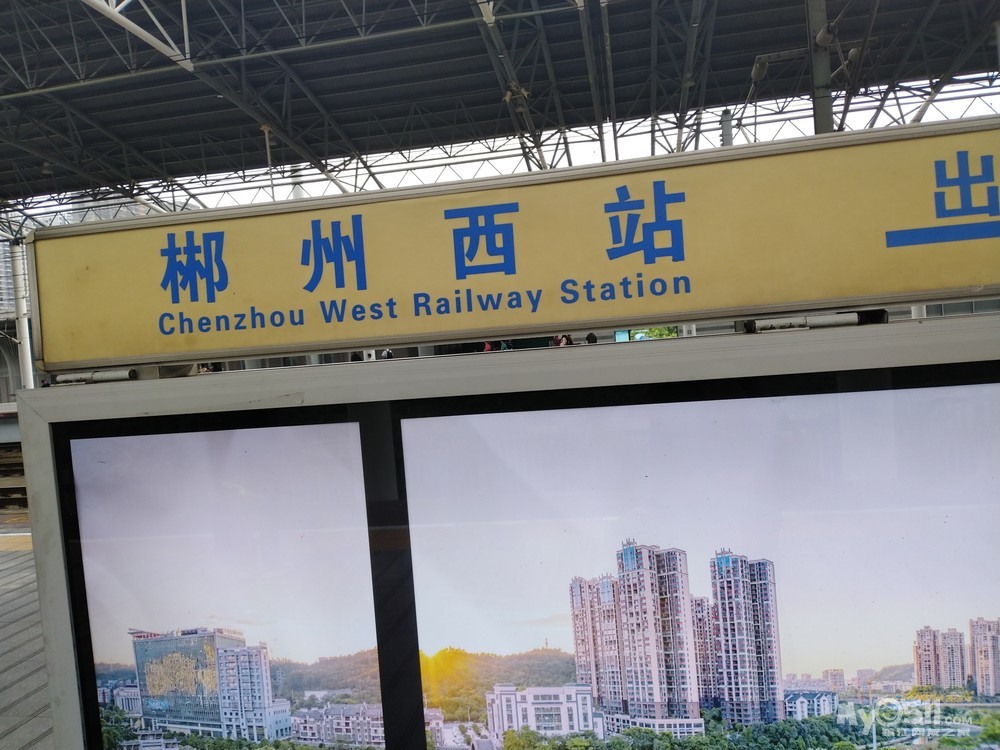 郴州西站
Chenzhou West Railway Station
出